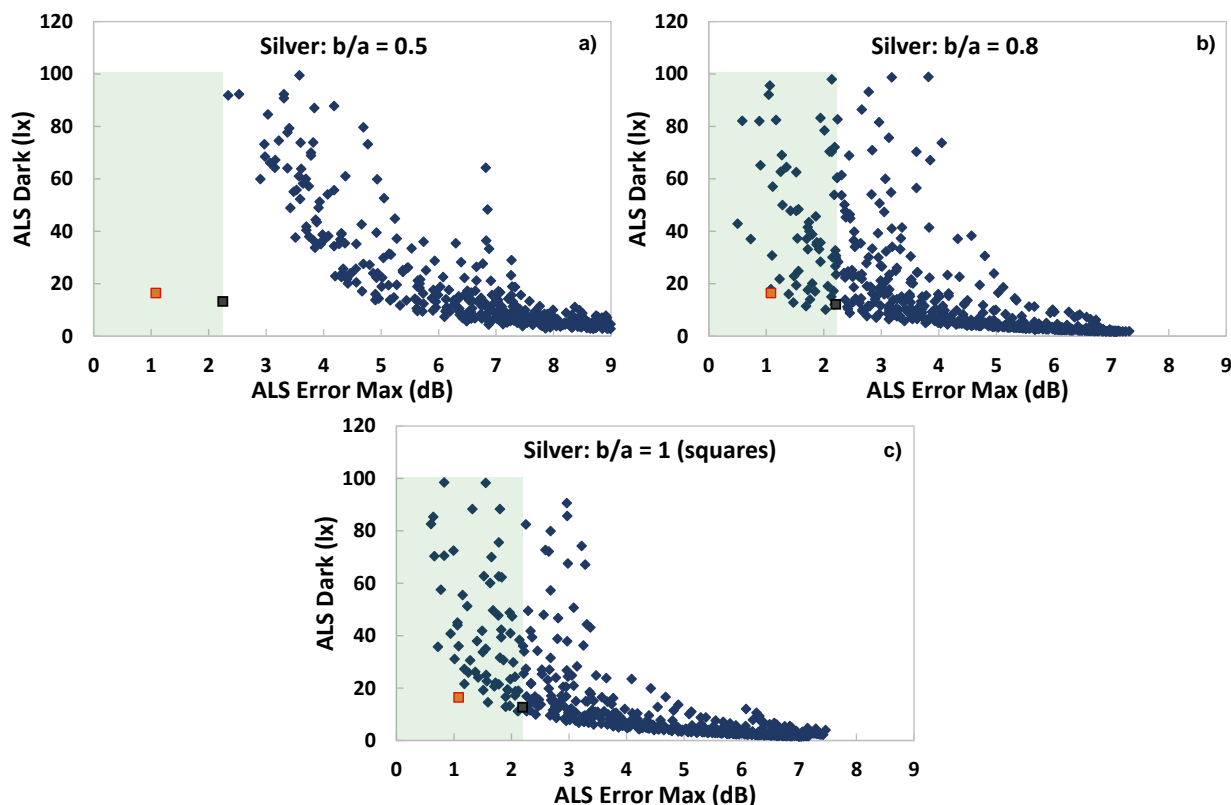 Silver: b/a = 0.5
a)
ALS Dark (lx)
120
100
80
60
40
20
0
0 1 2 3 4 5 6 7 8 9
ALS Error Max (dB)
Silver: b/a = 0.8
b)
ALS Dark (lx)
120
100
80
60
40
20
0
0 1 2 3 4 5 6 7 8 9
ALS Error Max (dB)
Silver: b/a = 1 (squares)
c)
ALS Dark (lx)
120
100
80
60
40
20
0
0 1 2 3 4 5 6 7 8 9
ALS Error Max (dB)